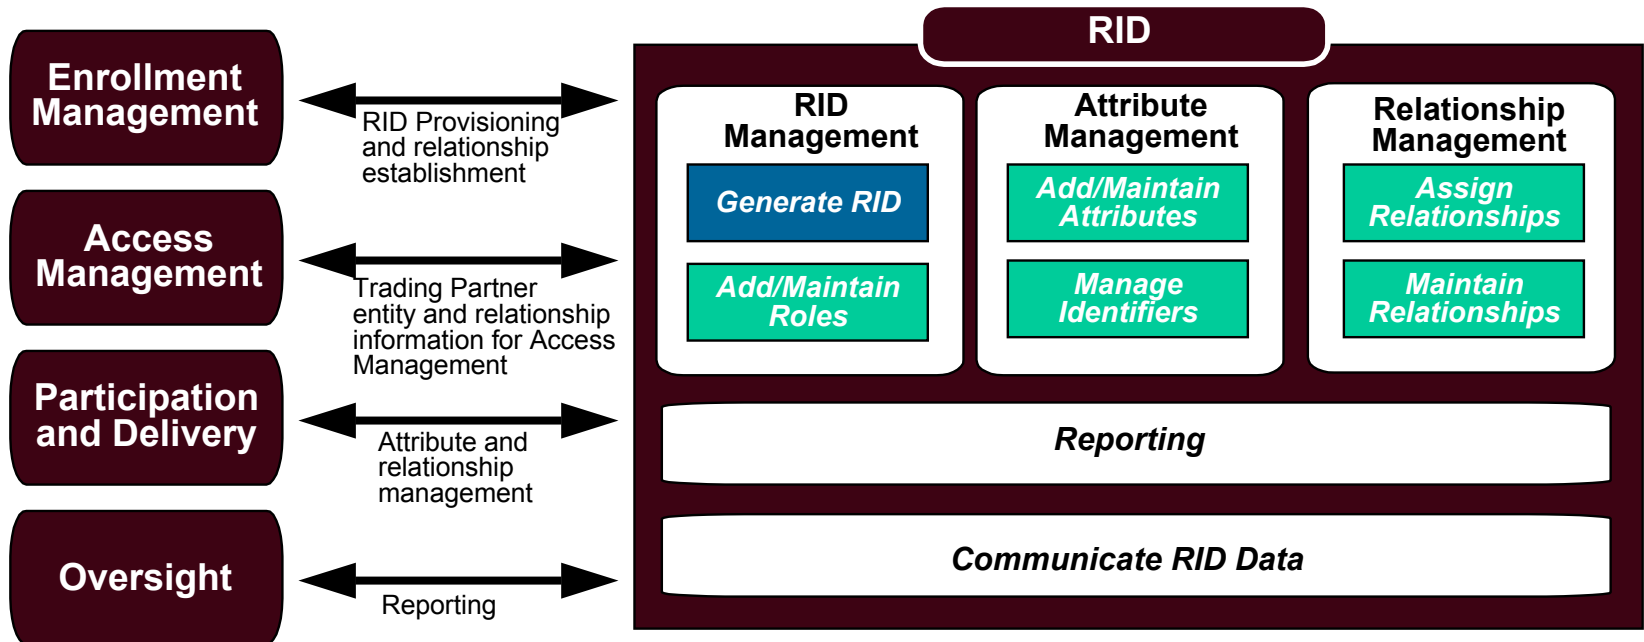 Enrollment
Management
RID Provisioning
and relationship
establishment
Access
Management
Trading Partner
entity and relationship
information for Access
Management
Participation
and Delivery
Attribute and
relationship
management
Oversight
Reporting
RID
RID
Management
Generate RID
Add/Maintain
Roles
Attribute
Management
Add/Maintain
Attributes
Manage
Identifiers
Relationship
Management
Assign
Relationships
Maintain
Relationships
Reporting
Communicate RID Data